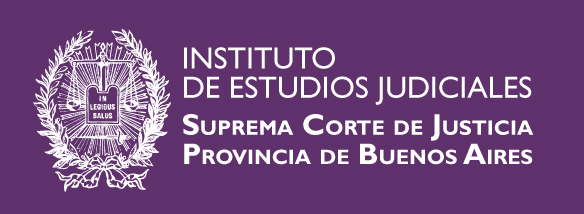 IN
LEGIBUS
SALUS
INSTITUTO
DE ESTUDIOS JUDICIALES
SUPREMA CORTE DE JUSTICIA
PROVINCIA DE BUENOS AIRES